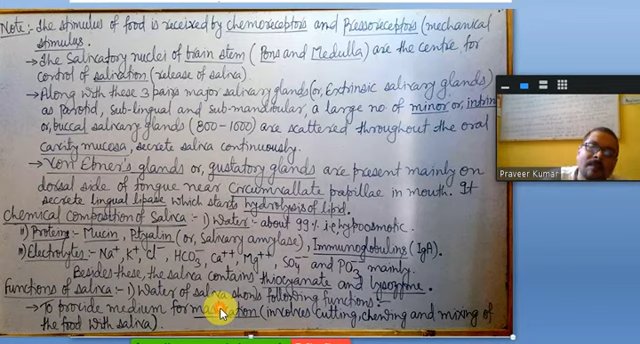 Note:- The stimulus of food is received by chemoreceptors and Pressoreceptors (mechanical
stimulus.
→ The Salivatory nuclei of brain stem (Pons and Medulla) are the centre for
control of salivation (release of saliva)
→ Along with these 3 pairs major salivary glands (or, Extrinsic salivary glands)
as Parotid, Sub-lingual and Sub-mandibular, a large no of minor or, intrin
or, buccal salivary glands (800-1000) are scattered throughout the oral
cavity mucosa, secrete saliva continuously.
→ Von Ebner's glands or, gustatory glands are present mainly on
dorsal side of tongue near Circumvallate papillae in mouth. It
secrete lingual lipase which starts hydrolysis of lipid.
Chemical Composition of Saliva :- i) Water:- about 99% i.e, hypoosmotic
ii) Proteins:- Mucin, Ptyalin (or, Salivary amylase), Immunoglobulins (IgA).
iii) Electrolytes:- Na+, K+, Cl−, HCO3, Ca++, Mg++, SO4−− and PO3 mainly.
Besides these, the saliva contains thiocyanate and lysozyme.
Functions of saliva:- i) Water of saliva shows following functions:-
→ To provide medium for (involves cutting, chewing and mixing of
the food with saliva).
Praveer Kumar